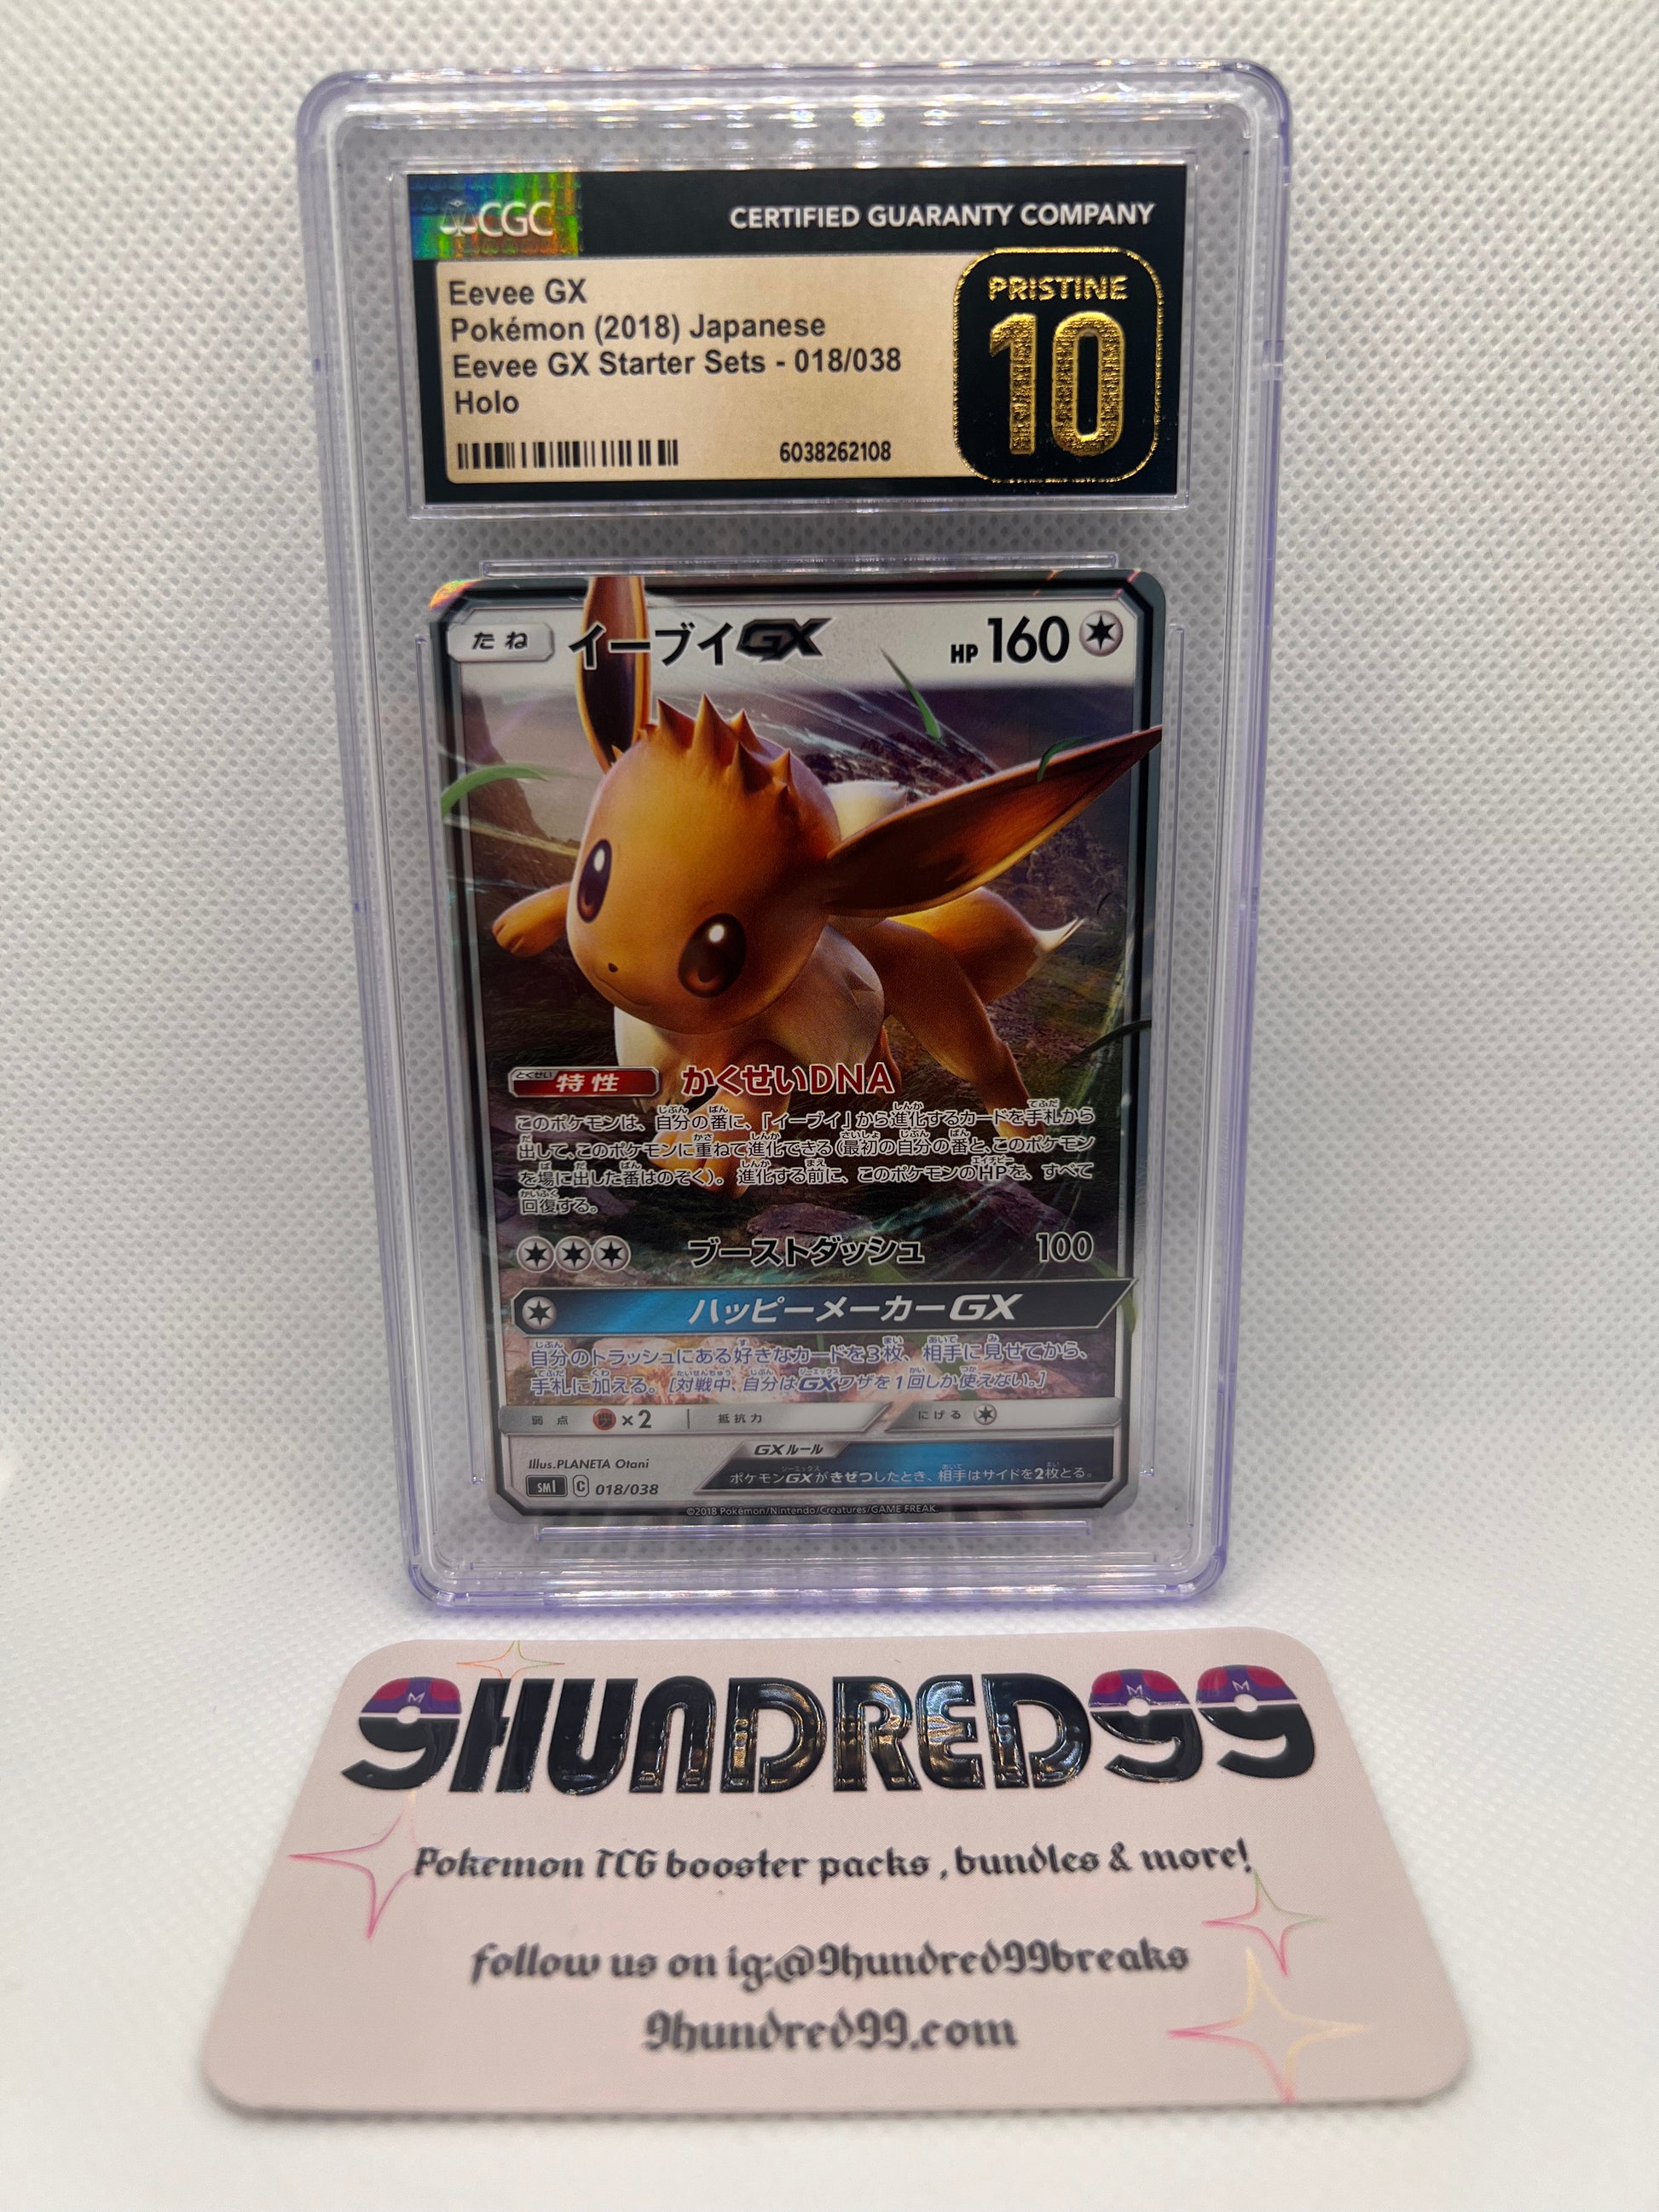 CGC
CERTIFIED GUARANTY COMPANY
Eevee GX
Pokémon (2018) Japanese
Eevee GX Starter Sets - 018/038
Holo
6038262108
PRISTINE
10
たね
イーブイGX
HP 160
とくせい
特性
かくせいDNA
このポケモンは、自分の番に、「イーブイ」から進化するカードを手札から
出して、このポケモンに重ねて進化できる(最初の自分の番と、このポケモン
を場に出した番はのぞく)。進化する前に、このポケモンのHPを、すべて
回復する。
ブーストダッシュ 100
ハッピーメーカーGX
自分のトラッシュにある好きなカードを3枚、相手に見せてから、
手札に加える。[対戦中、自分はGXワザを1回しか使えない。]
弱点 ×2 抵抗力 にげる
GXルール
ポケモンGXがきぜつしたとき、相手はサイドを2枚とる。
Illus.PLANETA Otani
SMI C 018/038
©2018 Pokémon/Nintendo/Creatures/GAME FREAK.
9HUNDRED99
Pokemon TCG booster packs , bundles & more!
follow us on ig:@9hundred99breaks
9hundred99.com